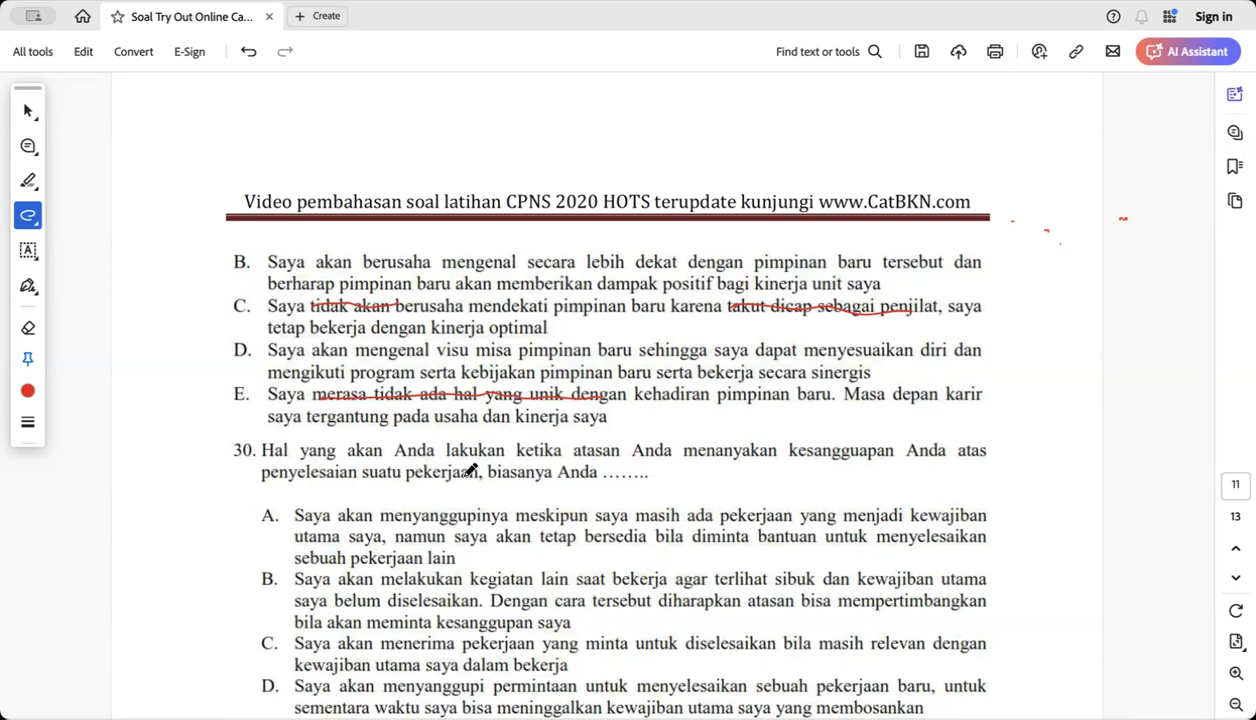 Soal Try Out Online Ca...
Create
Sign in
All tools
Edit
Convert
E-Sign
Find text or tools
AI Assistant
Video pembahasan soal latihan CPNS 2020 HOTS terupdate kunjungi www.CatBKN.com
B. Saya akan berusaha mengenal secara lebih dekat dengan pimpinan baru tersebut dan
berharap pimpinan baru akan memberikan dampak positif bagi kinerja unit saya
C. Saya tidak akan berusaha mendekati pimpinan baru karena takut dicap sebagai penjilat, saya
tetap bekerja dengan kinerja optimal
D. Saya akan mengenal visu misa pimpinan baru sehingga saya dapat menyesuaikan diri dan
mengikuti program serta kebijakan pimpinan baru serta bekerja secara sinergis
E. Saya merasa tidak ada hal yang unik dengan kehadiran pimpinan baru. Masa depan karir
saya tergantung pada usaha dan kinerja saya
30. Hal yang akan Anda lakukan ketika atasan Anda menanyakan kesangguapan Anda atas
penyelesaian suatu pekerjaan, biasanya Anda ........
A. Saya akan menyanggupinya meskipun saya masih ada pekerjaan yang menjadi kewajiban
utama saya, namun saya akan tetap bersedia bila diminta bantuan untuk menyelesaikan
sebuah pekerjaan lain
B. Saya akan melakukan kegiatan lain saat bekerja agar terlihat sibuk dan kewajiban utama
saya belum diselesaikan. Dengan cara tersebut diharapkan atasan bisa mempertimbangkan
bila akan meminta kesanggupan saya
C. Saya akan menerima pekerjaan yang minta untuk diselesaikan bila masih relevan dengan
kewajiban utama saya dalam bekerja
D. Saya akan menyanggupi permintaan untuk menyelesaikan sebuah pekerjaan baru, untuk
sementara waktu saya bisa meninggalkan kewajiban utama saya yang membosankan
11
13